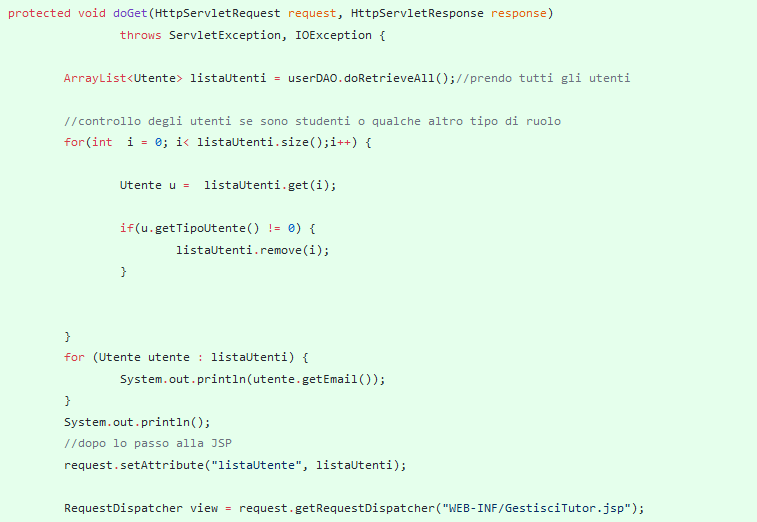 protected void doGet(HttpServletRequest request, HttpServletResponse response)
throws ServletException, IOException {
ArrayList<Utente> listaUtenti = userDAO.doRetrieveAll();//prendo tutti gli utenti
//controllo degli utenti se sono studenti o qualche altro tipo di ruolo
for(int  i = 0; i< listaUtenti.size();i++) {
Utente u =  listaUtenti.get(i);
if(u.getTipoUtente() != 0) {
listaUtenti.remove(i);
}
}
for (Utente utente : listaUtenti) {
System.out.println(utente.getEmail());
}
System.out.println();
//dopo lo passo alla JSP
request.setAttribute("listaUtente", listaUtenti);
RequestDispatcher view = request.getRequestDispatcher("WEB-INF/GestisciTutor.jsp");